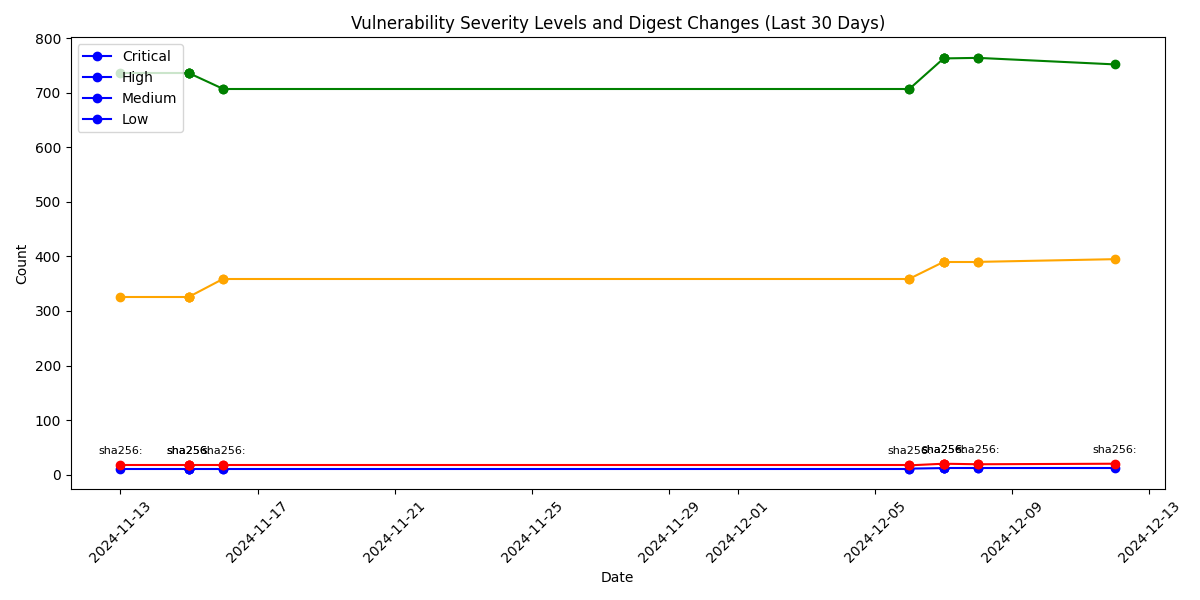 Vulnerability Severity Levels and Digest Changes (Last 30 Days)
Critical
High
Medium
Low
800
700
600
500
400
300
200
100
0
Count
sha256:
sha256:
sha256:
sha256:
sha256:
sha256:
sha256:
2024-11-13
2024-11-17
2024-11-21
2024-11-25
2024-11-29
2024-12-01
2024-12-05
2024-12-09
2024-12-13
Date